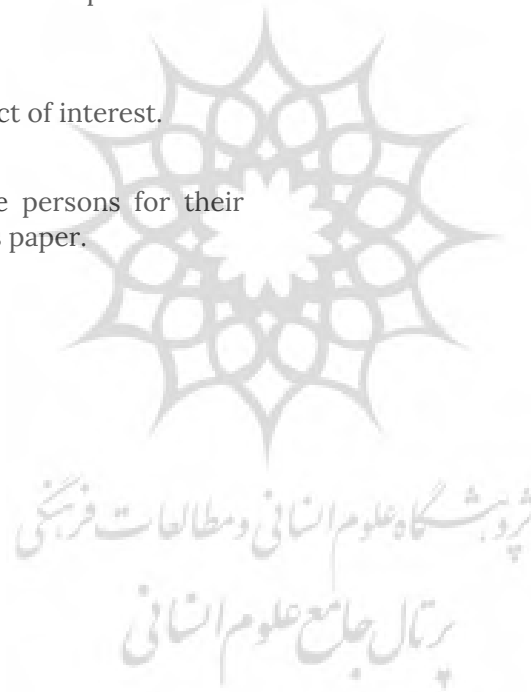 ct of interest.
e persons for their
paper.
پژوهشگاه علوم انسانی و مطالعات فرهنگی
پرتال جامع علوم انسانی